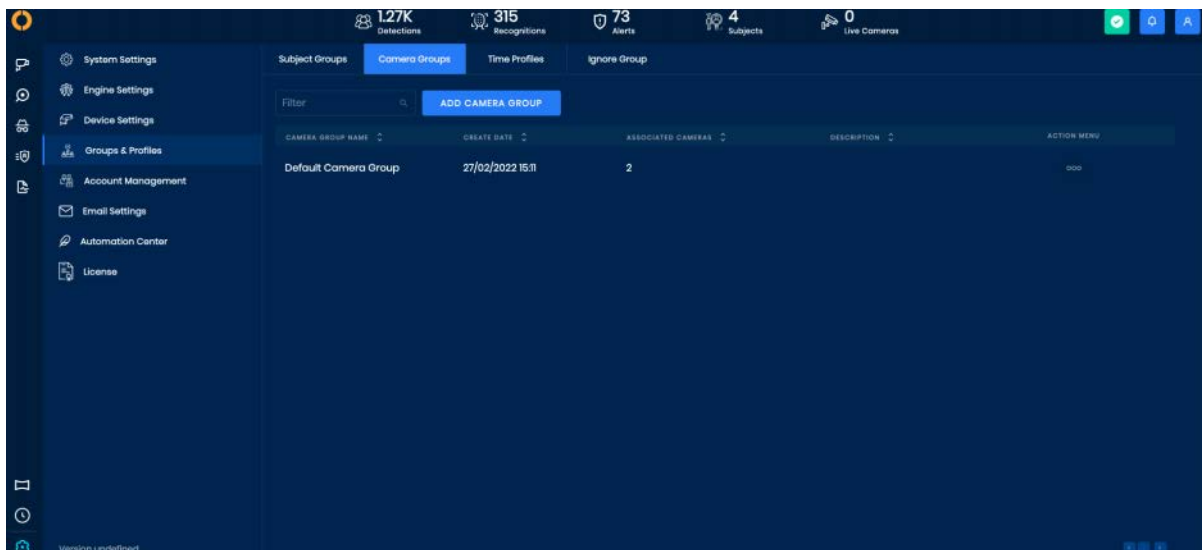 1.27K
Detections
315
Recognitions
73
Alerts
4
Subjects
0
Live Cameras
A
System Settings
Engine Settings
Device Settings
Groups & Profiles
Account Management
Email Settings
Automation Center
License
Version undefined
Subject Groups
Camera Groups
Time Profiles
Ignore Group
Filter
ADD CAMERA GROUP
CAMERA GROUP NAME
CREATE DATE
ASSOCIATED CAMERAS
DESCRIPTION
ACTION MENU
Default Camera Group
27/02/2022 15:11
2